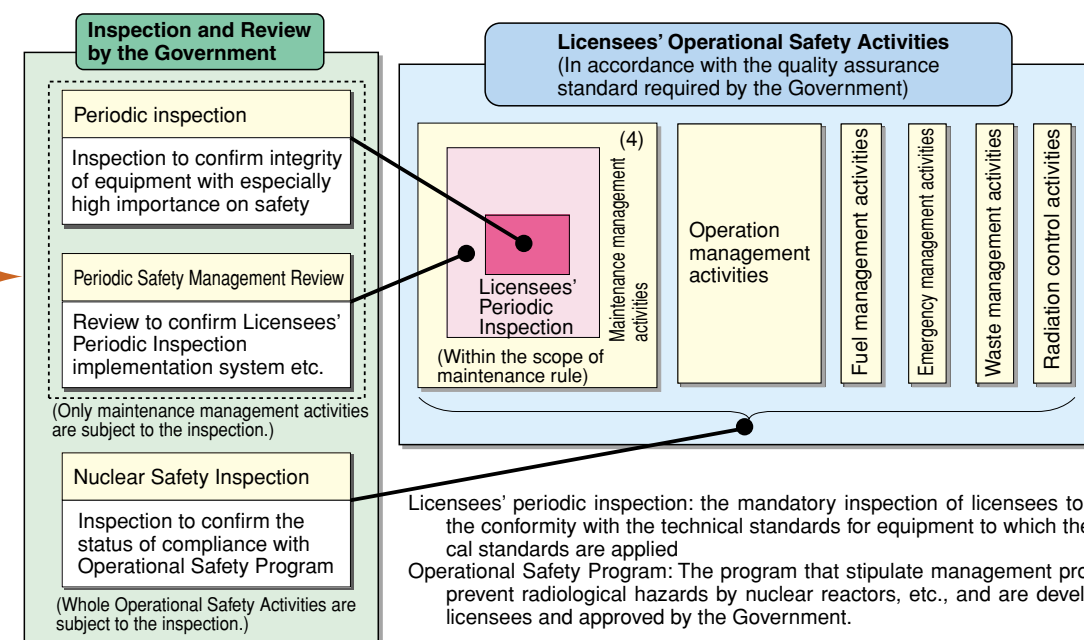 Inspection and Review
by the Government
Periodic inspection
Inspection to confirm integrity
of equipment with especially
high importance on safety
Periodic Safety Management Review
Review to confirm Licensees'
Periodic Inspection
implementation system etc.
(Only maintenance management activities
are subject to the inspection.)
Nuclear Safety Inspection
Inspection to confirm the
status of compliance with
Operational Safety Program
(Whole Operational Safety Activities are
subject to the inspection.)
Licensees' Operational Safety Activities
(In accordance with the quality assurance
standard required by the Government)
(4)
Licensees'
Periodic
Inspection
(Within the scope of
maintenance rule)
Maintenance management
activities
Operation
management
activities
Fuel management activities
Emergency management activities
Waste management activities
Radiation control activities
Licensees' periodic inspection: the mandatory inspection of licensees to
the conformity with the technical standards for equipment to which the
cal standards are applied
Operational Safety Program: The program that stipulate management pro
prevent radiological hazards by nuclear reactors, etc., and are devel
licensees and approved by the Government.